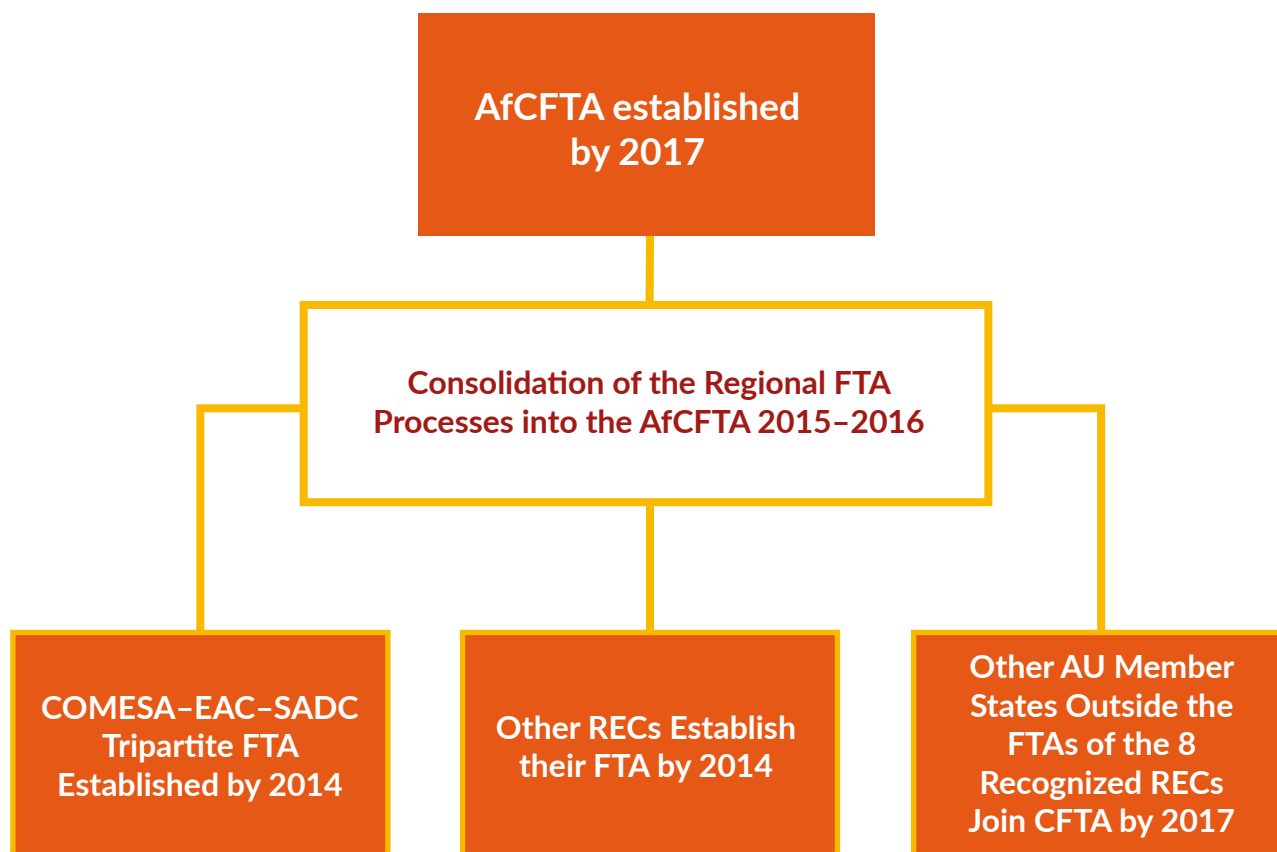 AfCFTA established
by 2017
Consolidation of the Regional FTA
Processes into the AfCFTA 2015–2016
COMESA–EAC–SADC
Tripartite FTA
Established by 2014
Other RECs Establish
their FTA by 2014
Other AU Member
States Outside the
FTAs of the 8
Recognized RECs
Join CFTA by 2017